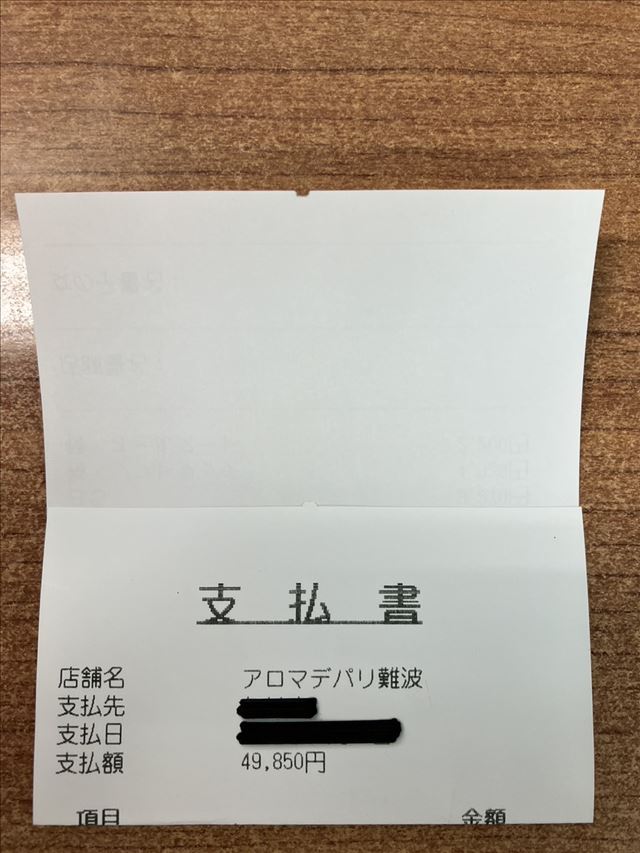 支 払 書
店舗名 アロマデパリ難波
支払先
支払日
支払額 49,850円
項目 金額